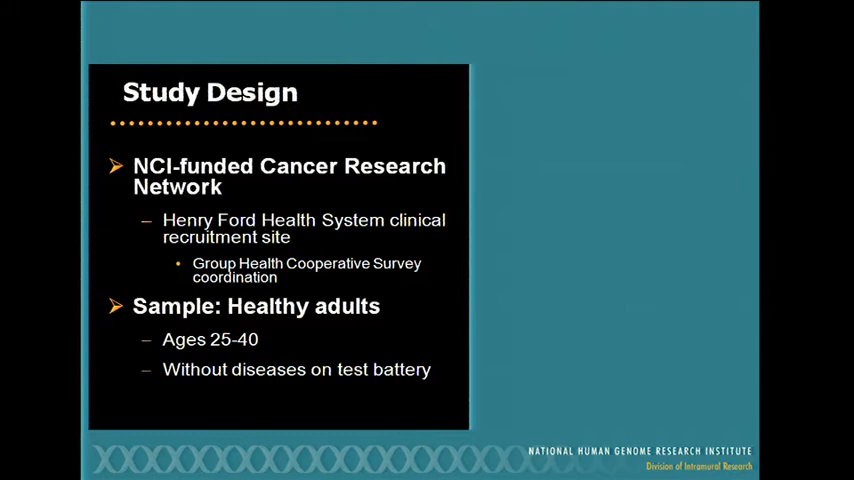 Study Design
➢ NCI-funded Cancer Research
Network
– Henry Ford Health System clinical
recruitment site
• Group Health Cooperative Survey
coordination
➢ Sample: Healthy adults
– Ages 25-40
– Without diseases on test battery
NATIONAL HUMAN GENOME RESEARCH INSTITUTE
Division of Intramural Research